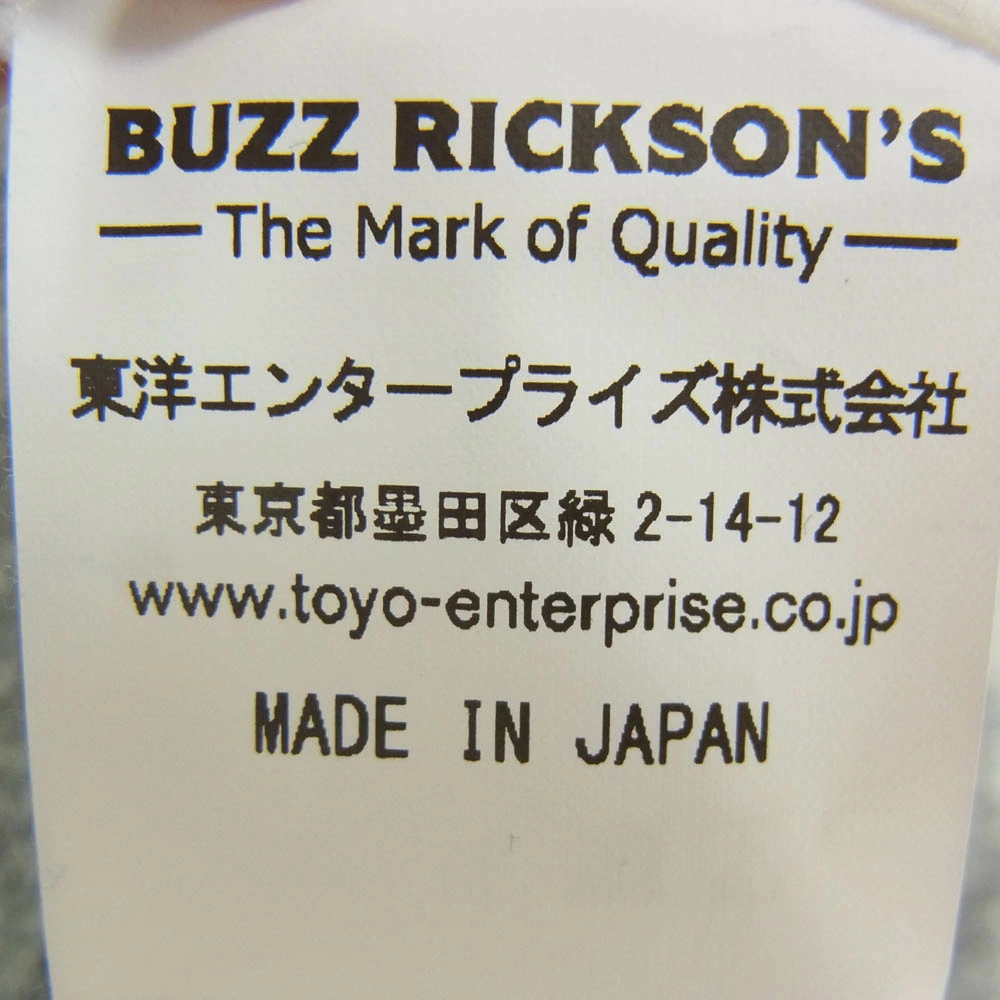 BUZZ RICKSON'S
The Mark of Quality
東洋エンタープライズ株式会社
東京都墨田区緑2-14-12
www.toyo-enterprise.co.jp
MADE IN JAPAN